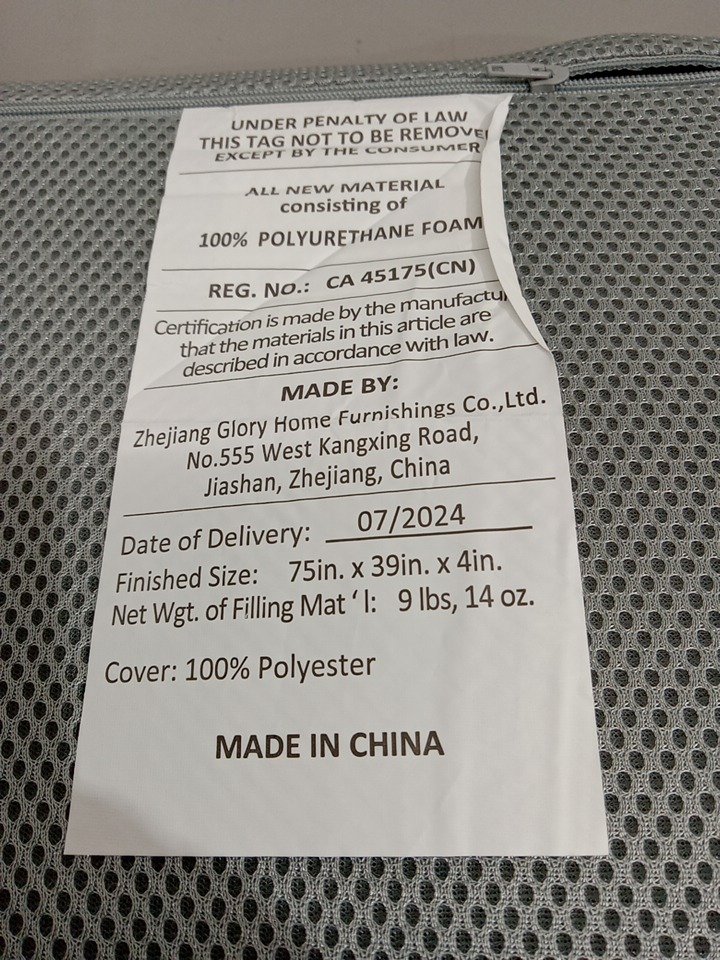 UNDER PENALTY OF LAW
THIS TAG NOT TO BE REMOVE
EXCEPT BY THE CONSUMER
ALL NEW MATERIAL
consisting of
100% POLYURETHANE FOAM
REG. NO.: CA 45175(CN)
Certification is made by the manufactu
that the materials in this article are
described in accordance with law.
MADE BY:
Zhejiang Glory Home Furnishings Co.,Ltd.
No.555 West Kangxing Road,
Jiashan, Zhejiang, China
Date of Delivery: 07/2024
Finished Size: 75in. x 39in. x 4in.
Net Wgt. of Filling Mat ' l: 9 lbs, 14 oz.
Cover: 100% Polyester
MADE IN CHINA